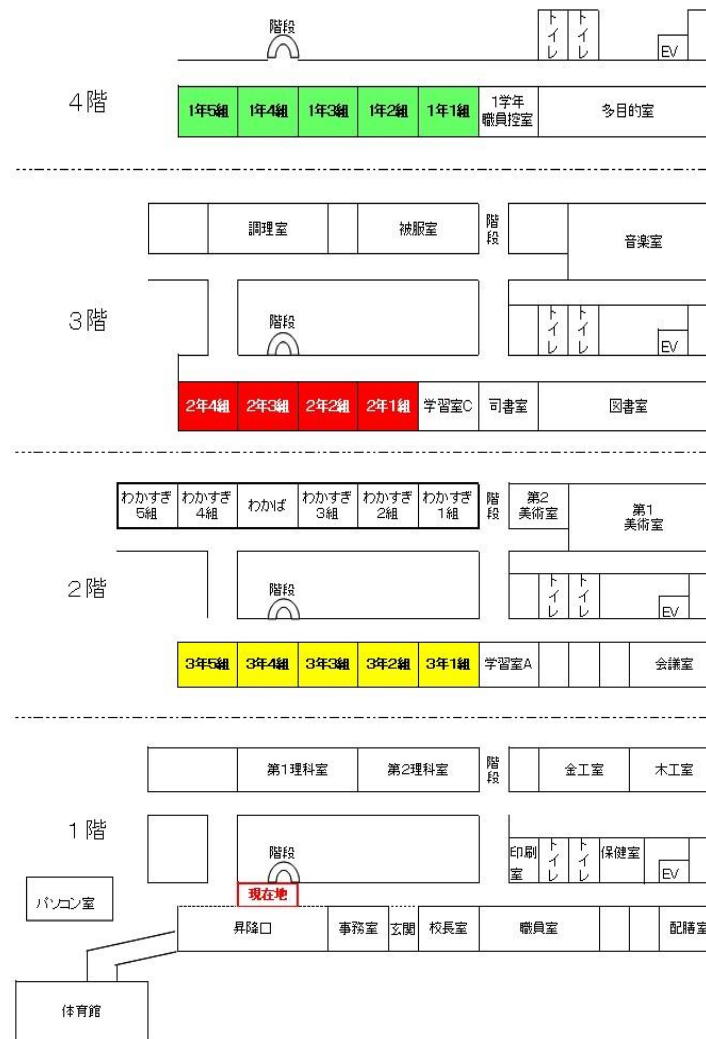 階段
トイレ
トイレ
EV
4階
1年5組
1年4組
1年3組
1年2組
1年1組
1学年
職員控室
多目的室
調理室
被服室
階段
音楽室
3階
階段
トイレ
トイレ
EV
2年4組
2年3組
2年2組
2年1組
学習室C
司書室
図書室
わかすぎ
5組
わかすぎ
4組
わかば
わかすぎ
3組
わかすぎ
2組
わかすぎ
1組
階段
第2
美術室
第1
美術室
2階
階段
トイレ
トイレ
EV
3年5組
3年4組
3年3組
3年2組
3年1組
学習室A
会議室
第1理科室
第2理科室
階段
金工室
木工室
1階
階段
印刷
室
トイレ
トイレ
保健室
EV
現在地
パソコン室
昇降口
事務室
玄関
校長室
職員室
配膳室
体育館